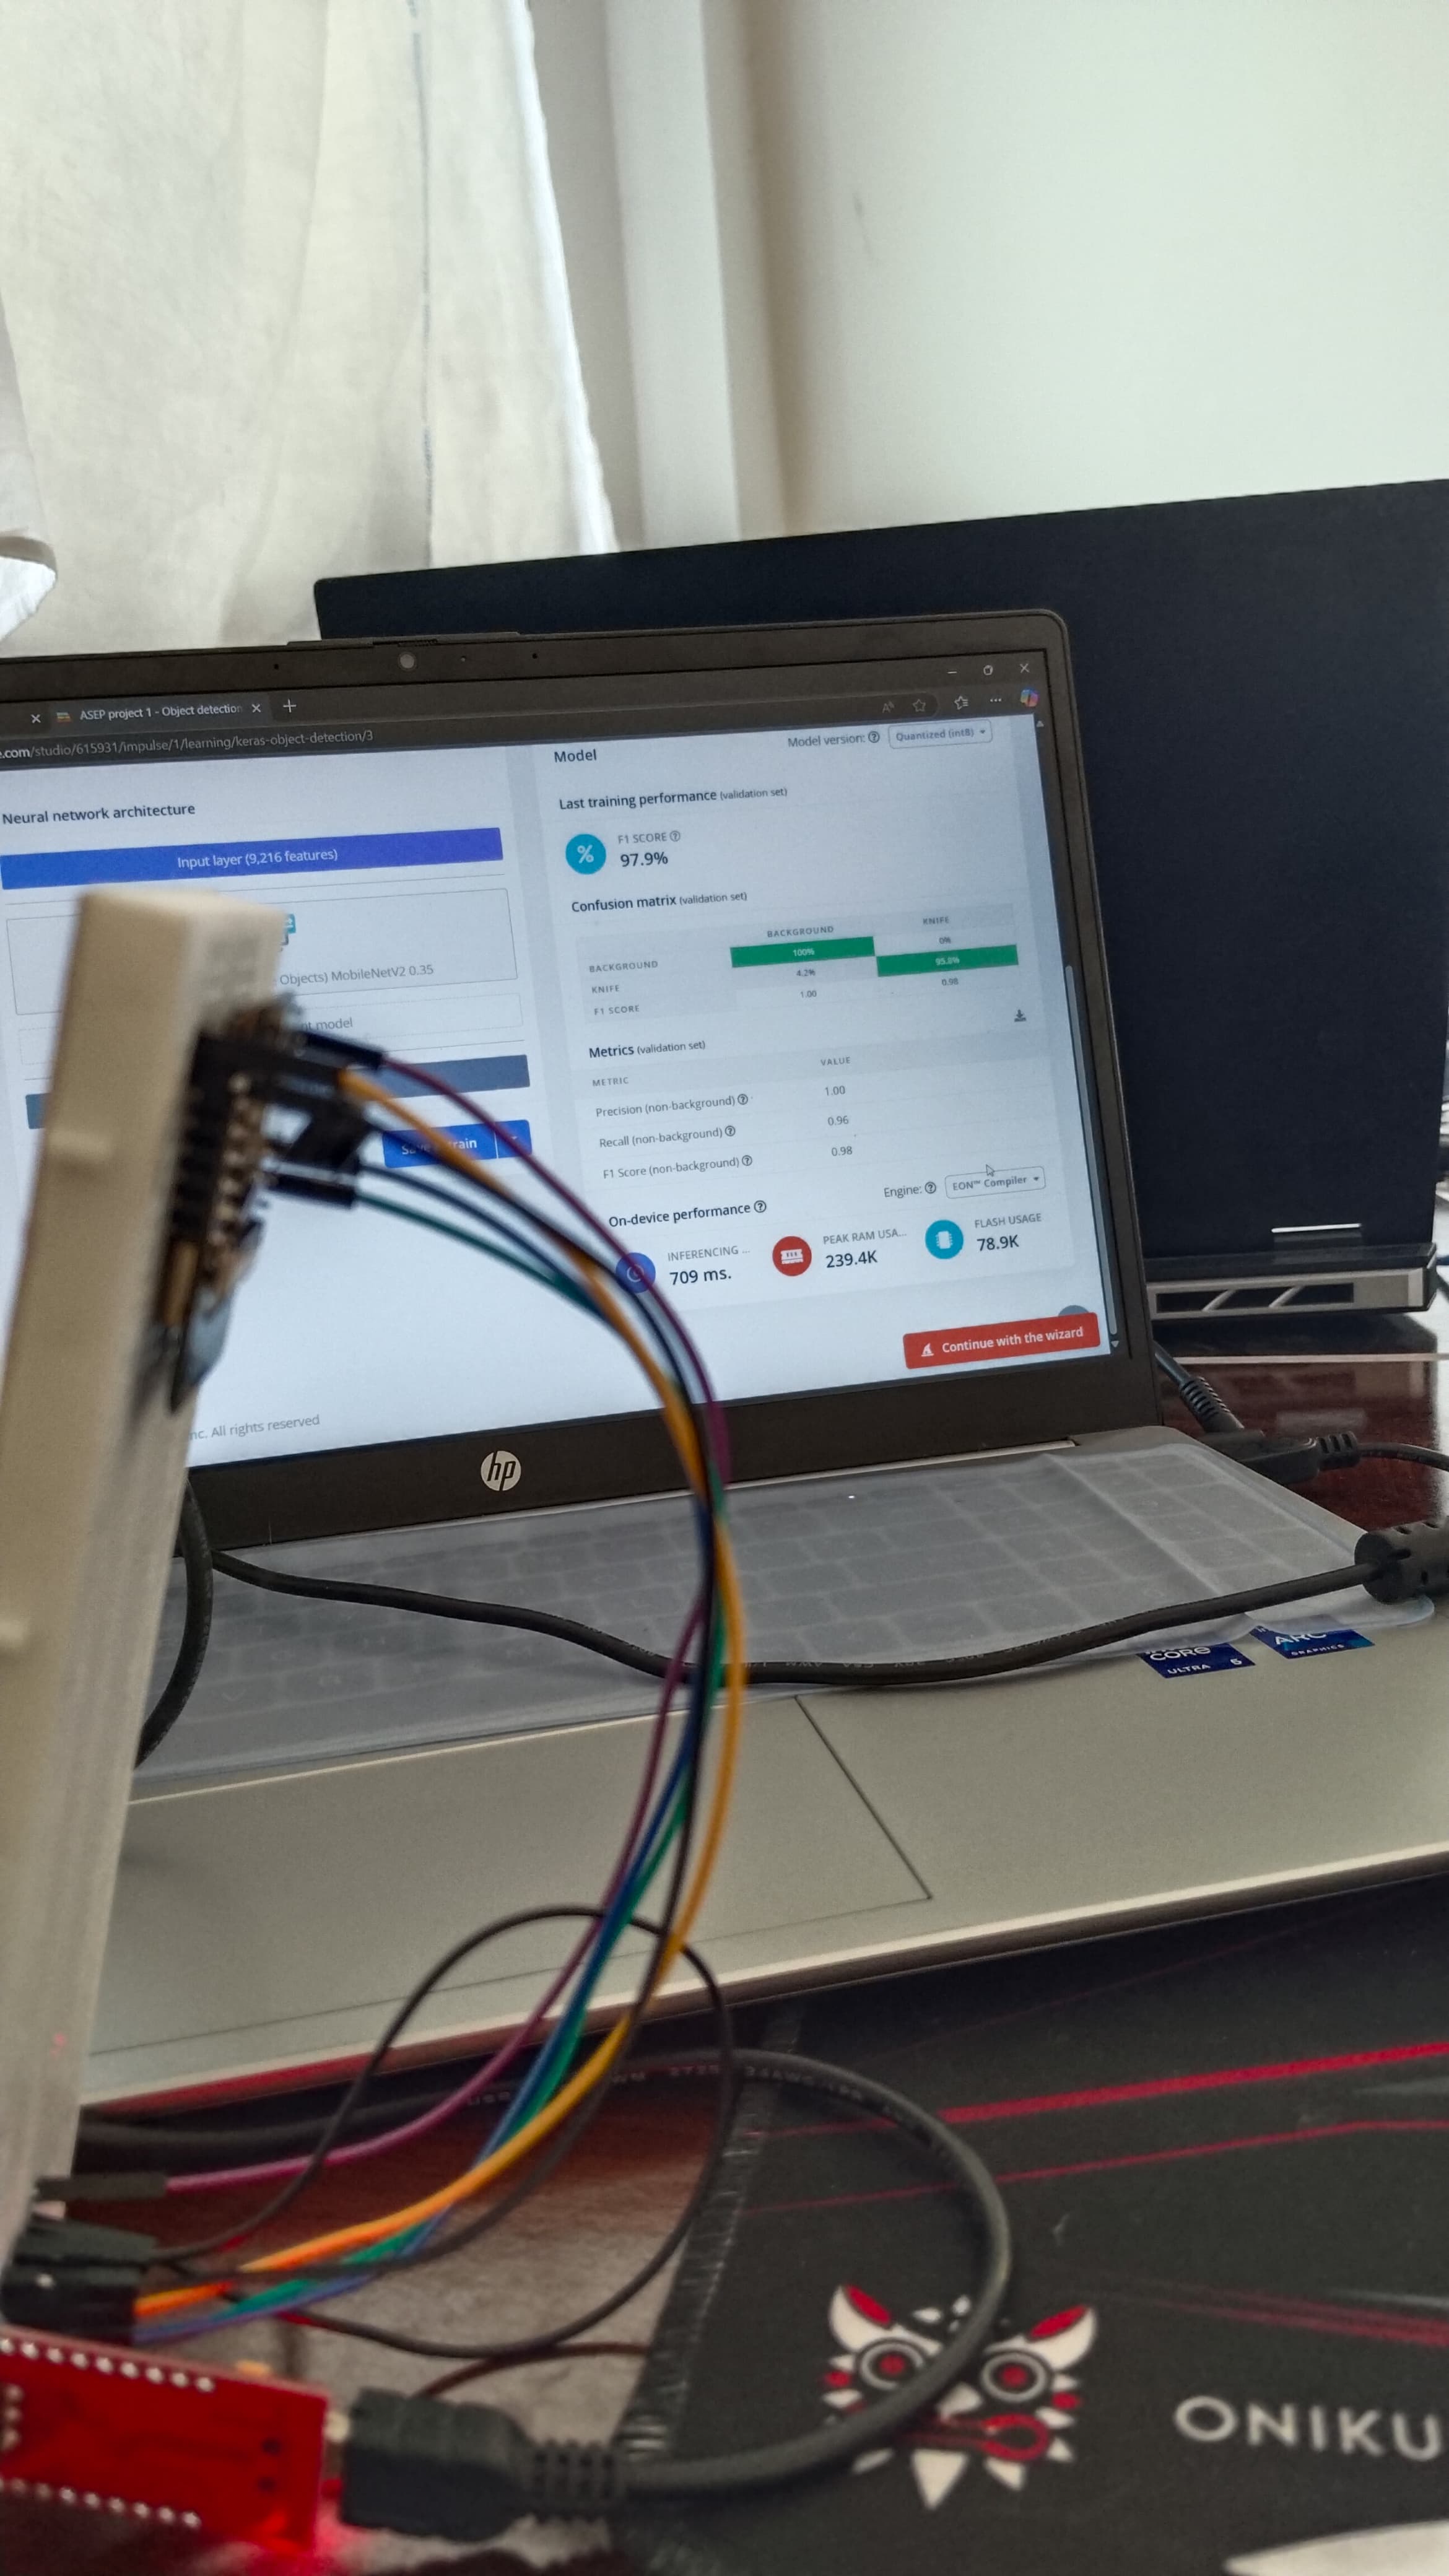 ASEP project 1 - Object detection
.com/studio/615931/impulse/1/learning/keras-object-detection/3
Neural network architecture
Input layer (9,216 features)
Objects) MobileNetV2 0.35
model
Save train
nc. All rights reserved
Model
Model version: Quantized (int8)
Last training performance (validation set)
% F1 SCORE
97.9%
Confusion matrix (validation set)
BACKGROUND KNIFE
BACKGROUND 100% 0%
KNIFE 4.2% 95.8%
F1 SCORE 1.00 0.98
Metrics (validation set)
METRIC VALUE
Precision (non-background) 1.00
Recall (non-background) 0.96
F1 Score (non-background) 0.98
Engine: EON™ Compiler
On-device performance
INFERENCING ... PEAK RAM USA... FLASH USAGE
709 ms. 239.4K 78.9K
Continue with the wizard
hp
CORE
ULTRA 5
ARC
GRAPHICS
ONIKU